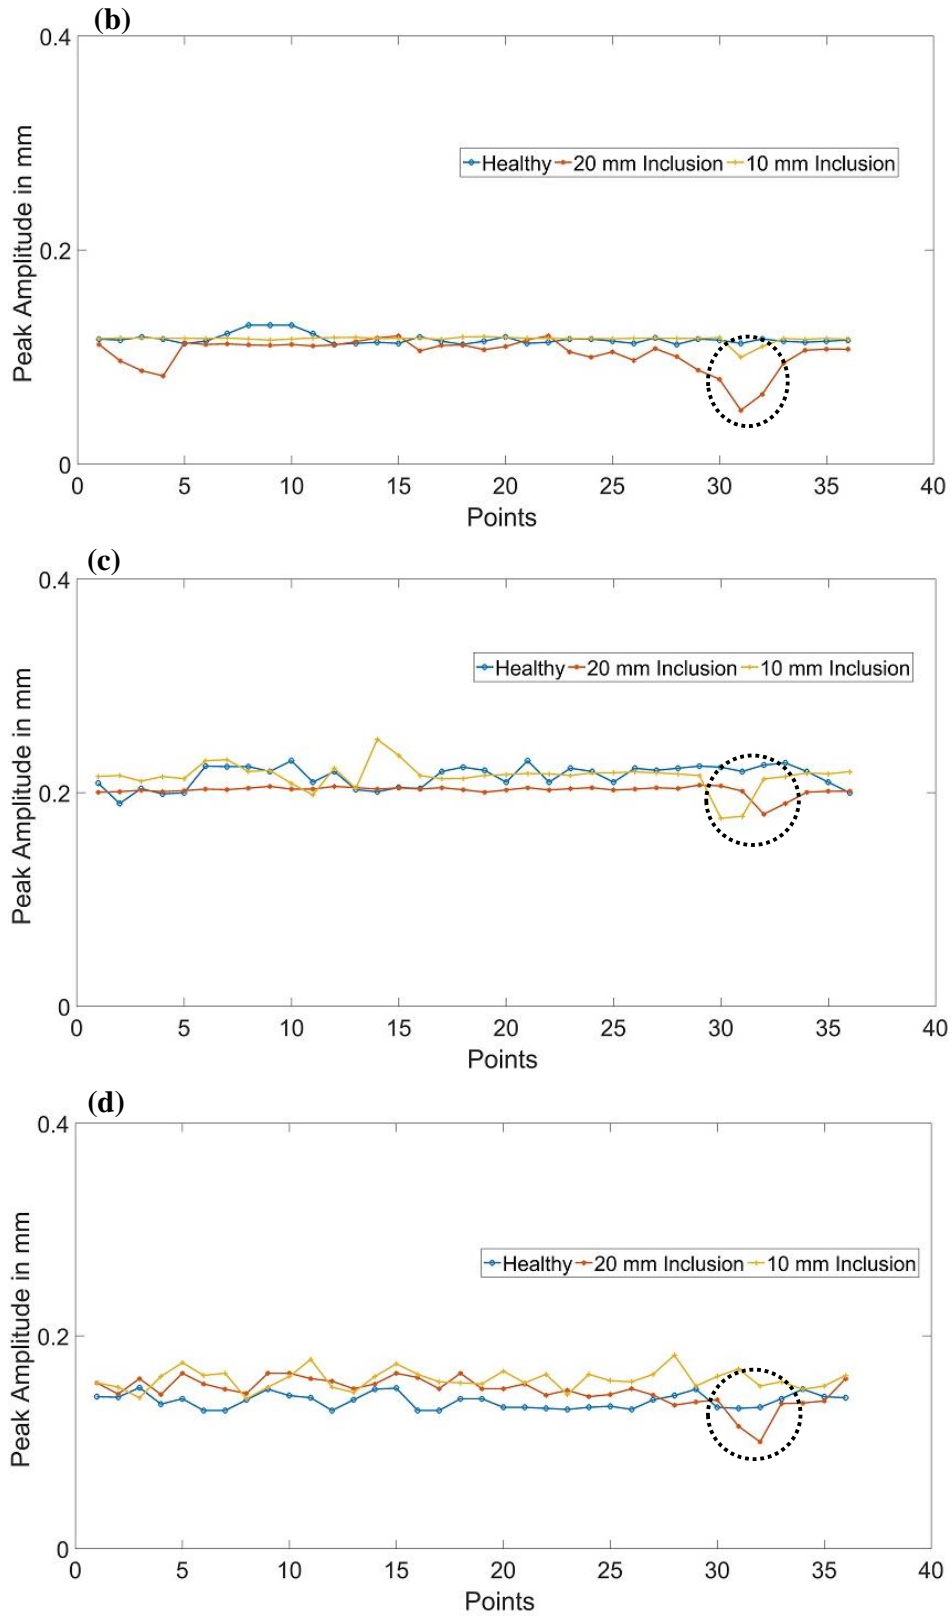 (b)
0.4
Healthy 20 mm Inclusion 10 mm Inclusion
Peak Amplitude in mm
0.2
0
0 5 10 15 20 25 30 35 40
Points
(c)
0.4
Healthy 20 mm Inclusion 10 mm Inclusion
Peak Amplitude in mm
0.2
0
0 5 10 15 20 25 30 35 40
Points
(d)
0.4
Healthy 20 mm Inclusion 10 mm Inclusion
Peak Amplitude in mm
0.2
0
0 5 10 15 20 25 30 35 40
Points